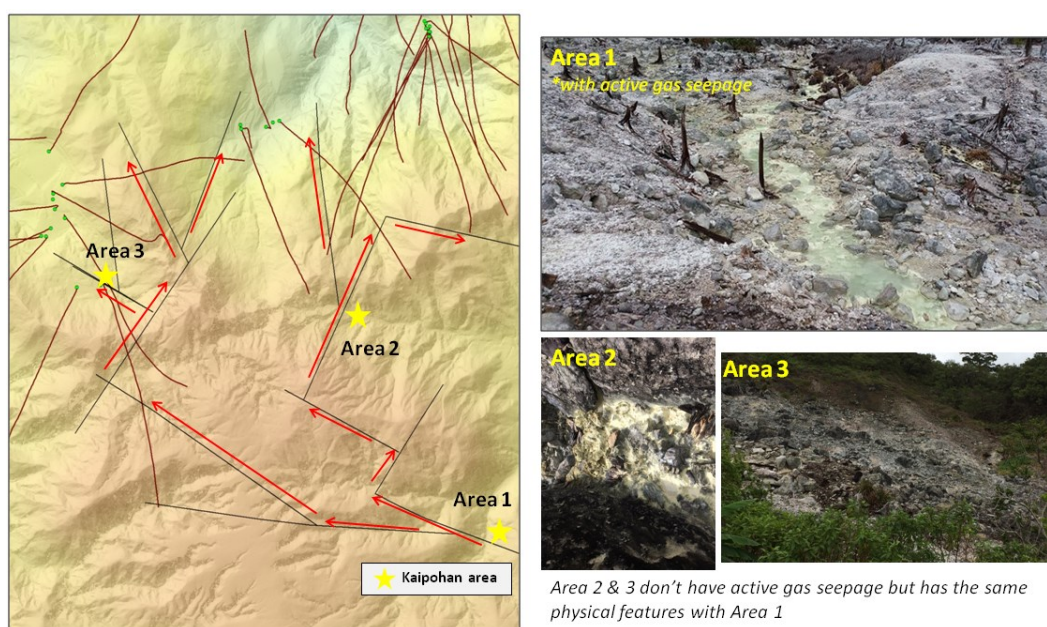 Area 3
Area 2
Area 1
Kaipohan area
Area 1
*with active gas seepage
Area 2
Area 3
Area 2 & 3 don't have active gas seepage but has the same
physical features with Area 1